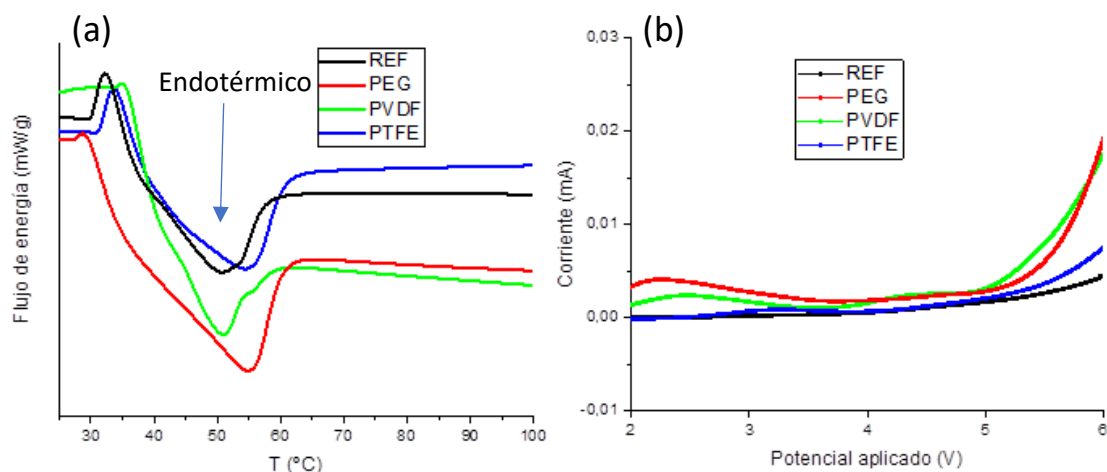 (a)
Endotérmico
REF
PEG
PVDF
PTFE
Flujo de energía (mW/g)
30 40 50 60 70 80 90 100
T (ºC)
(b)
REF
PEG
PVDF
PTFE
Corriente (mA)
0,03
0,02
0,01
0,00
-0,01
2 3 4 5 6
Potencial aplicado (V)